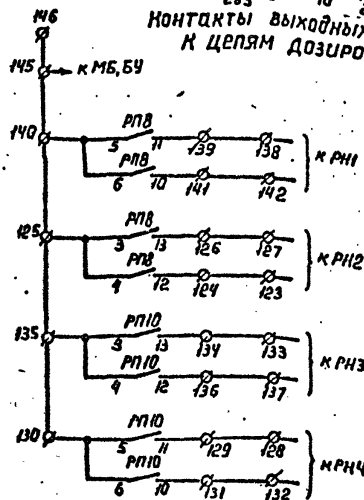 146
Контакты выходных
к цепям дозиро
145 к МБ, БУ
140 5 РП8 11 139 138
6 РП8 10 141 142
к РН1
125 3 РП8 13 126 127
4 РП8 12 124 123
к РН2
135 3 РП10 13 134 133
4 РП10 12 136 137
к РН3
130 5 РП10 11 129 128
6 РП10 10 131 132
к РН4